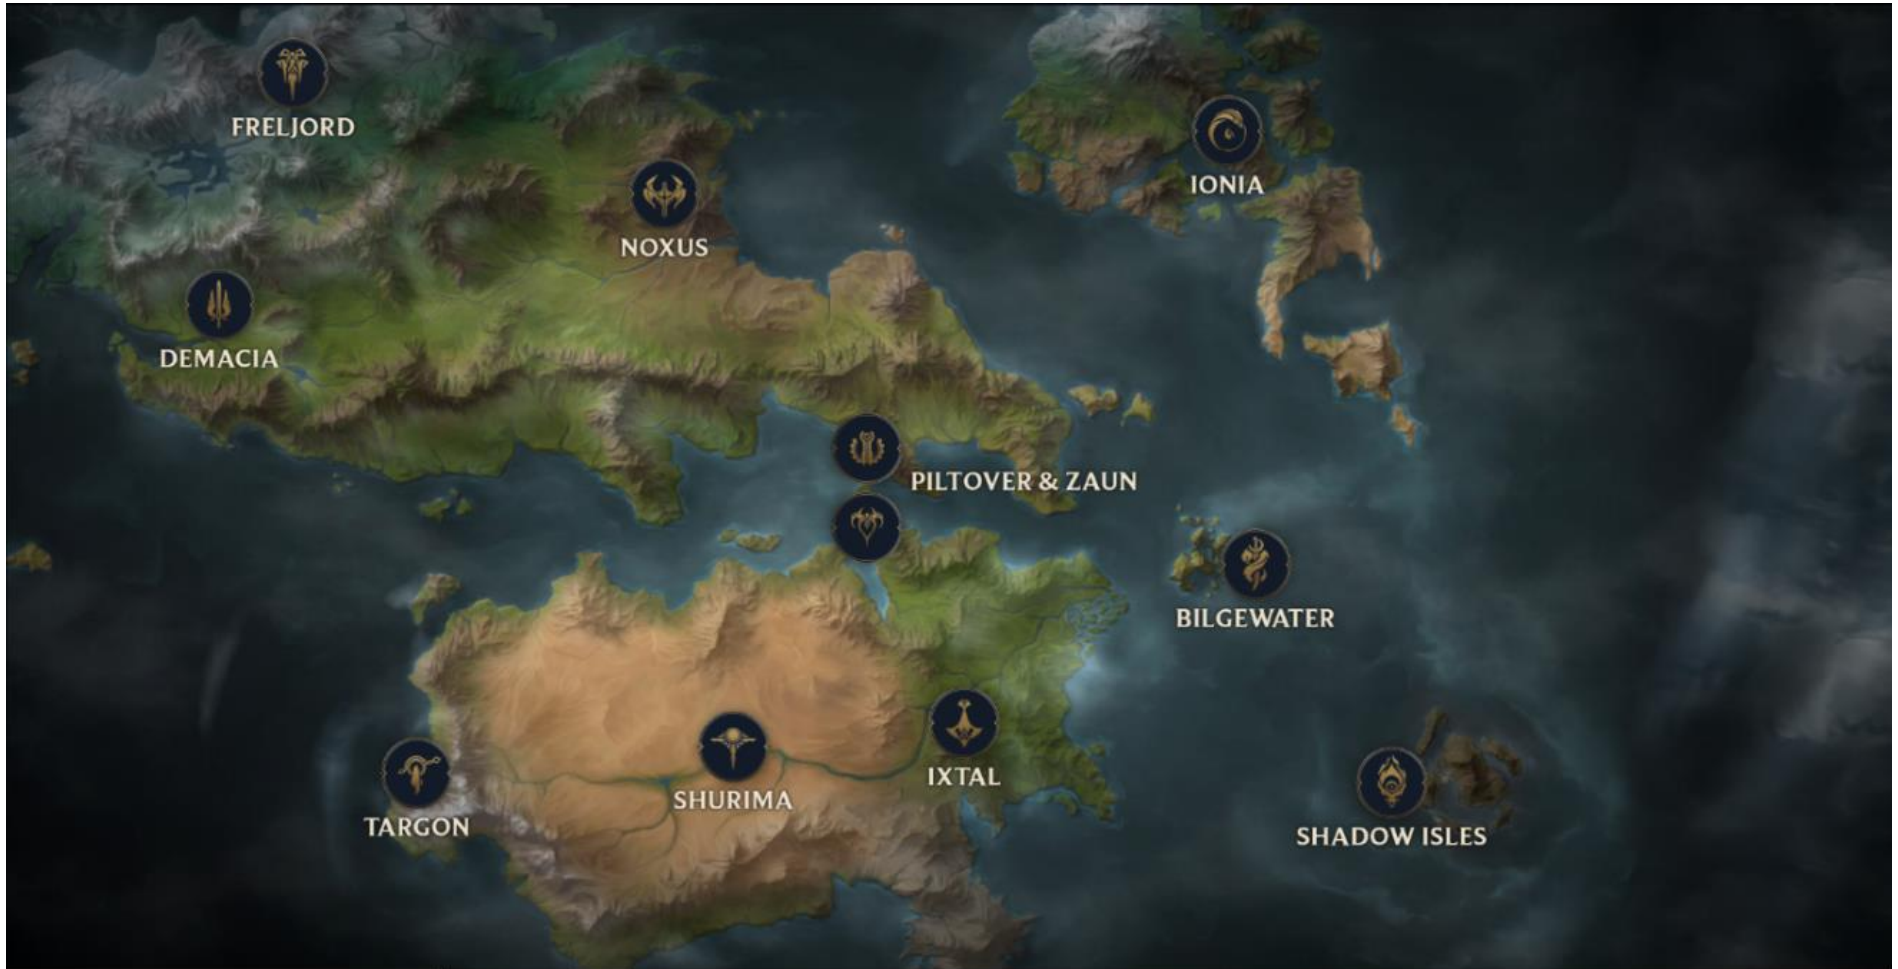 FRELJORD
IONIA
NOXUS
DEMACIA
PILTOVER & ZAUN
BILGEWATER
IXTAL
SHURIMA
TARGON
SHADOW ISLES